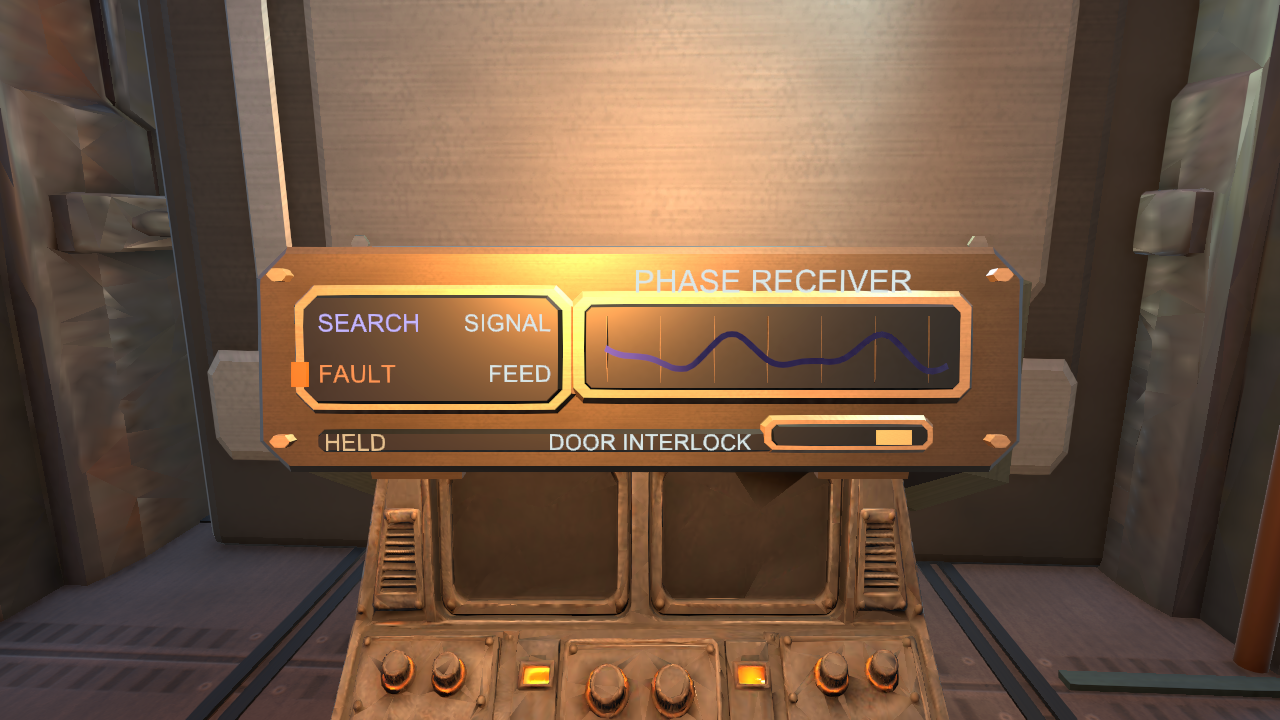 PHASE RECEIVER
SEARCH SIGNAL
FAULT FEED
HELD DOOR INTERLOCK